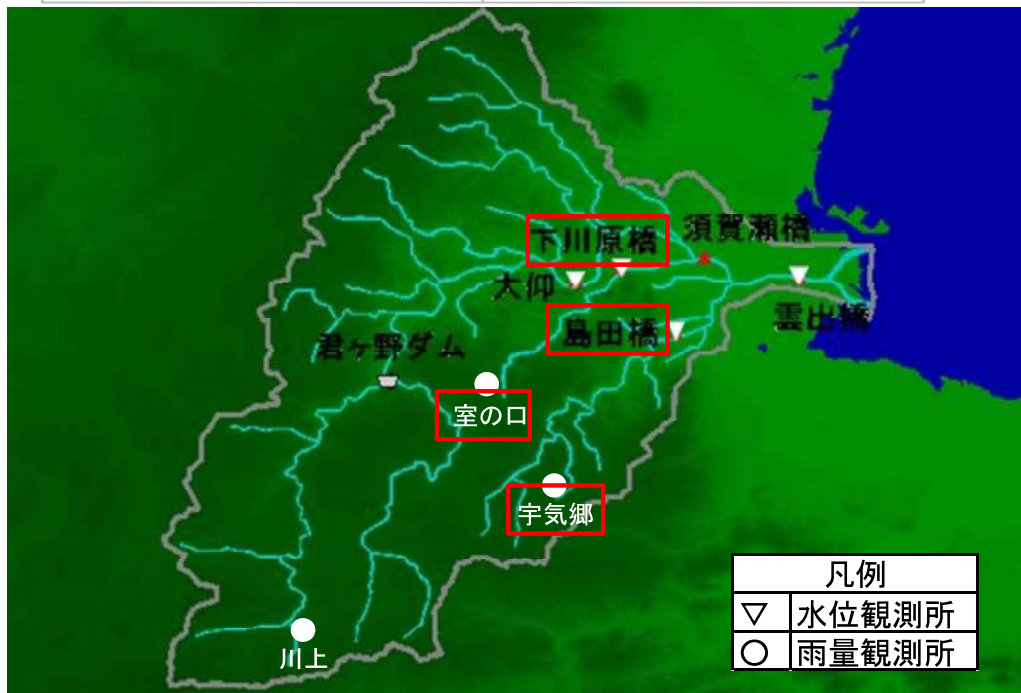 須賀瀬橋
下川原橋
大仰
雲出橋
島田橋
君ヶ野ダム
室の口
宇気郷
川上
凡例
▽ 水位観測所
○ 雨量観測所